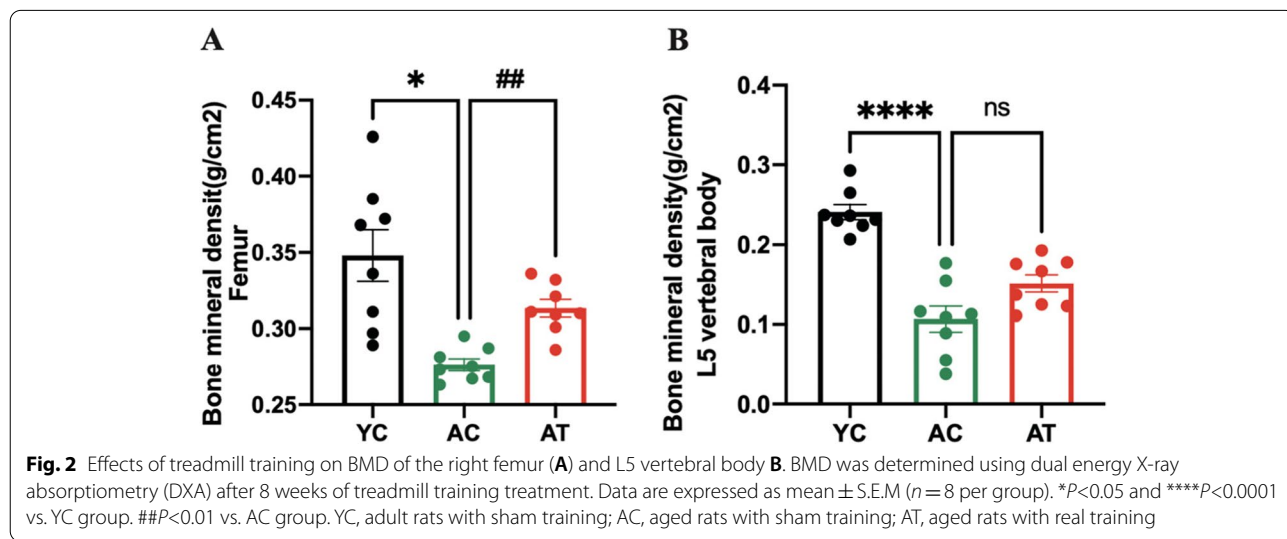 A
B
Bone mineral densit(g/cm2)
Femur
0.45
0.40
0.35
0.30
0.25
*
##
YC
AC
AT
Bone mineral density(g/cm2)
L5 vertebral body
0.4
0.3
0.2
0.1
0.0
****
ns
YC
AC
AT
Fig. 2 Effects of treadmill training on BMD of the right femur (A) and L5 vertebral body B. BMD was determined using dual energy X-ray
absorptiometry (DXA) after 8 weeks of treadmill training treatment. Data are expressed as mean ± S.E.M (n = 8 per group). *P<0.05 and ****P<0.0001
vs. YC group. ##P<0.01 vs. AC group. YC, adult rats with sham training; AC, aged rats with sham training; AT, aged rats with real training